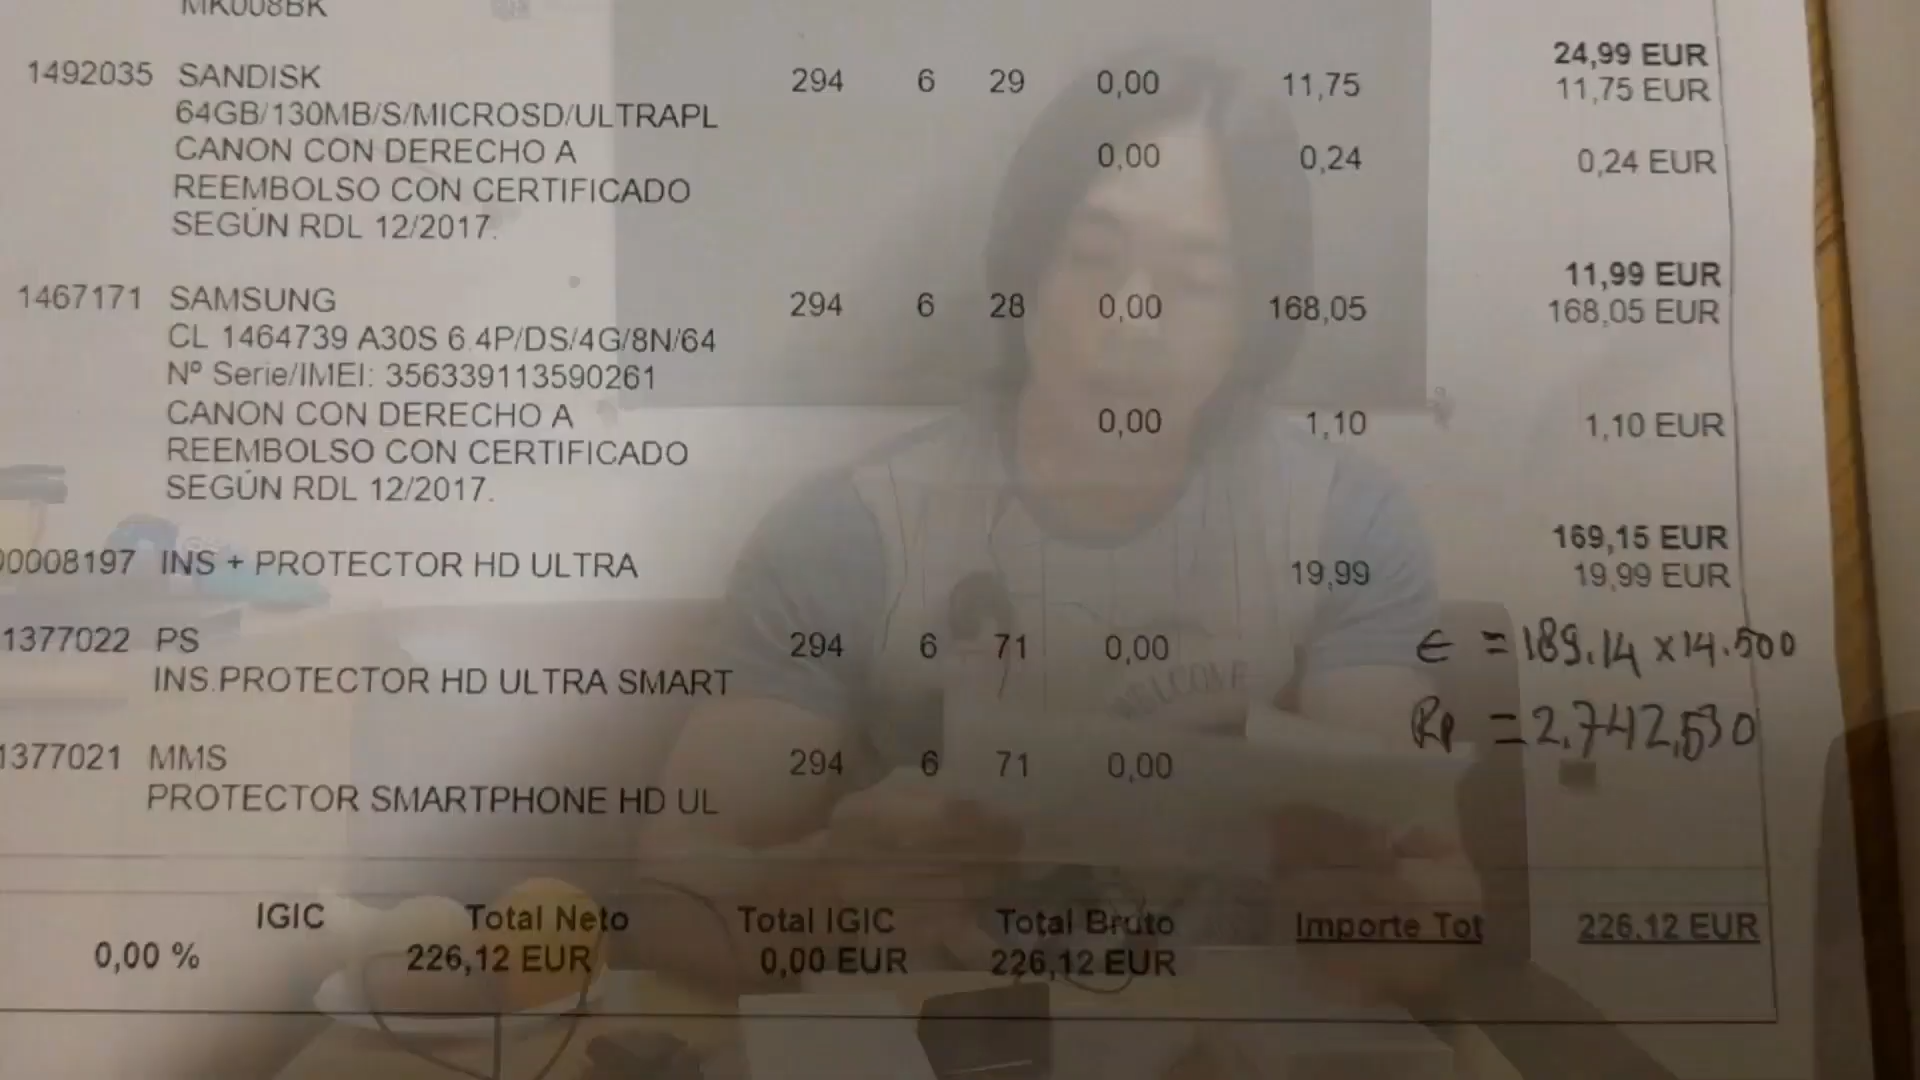 MK008BK
24,99 EUR
1492035 SANDISK 294 6 29 0,00 11,75 11,75 EUR
64GB/130MB/S/MICROSD/ULTRAPL
CANON CON DERECHO A 0,00 0,24 0,24 EUR
REEMBOLSO CON CERTIFICADO
SEGÚN RDL 12/2017.
11,99 EUR
1467171 SAMSUNG 294 6 28 0,00 168,05 168,05 EUR
CL 1464739 A30S 6.4P/DS/4G/8N/64
Nº Serie/IMEI: 356339113590261
CANON CON DERECHO A 0,00 1,10 1,10 EUR
REEMBOLSO CON CERTIFICADO
SEGÚN RDL 12/2017.
169,15 EUR
00008197 INS + PROTECTOR HD ULTRA 19,99 19,99 EUR
1377022 PS 294 6 71 0,00 € = 189.14 x 14.500
INS.PROTECTOR HD ULTRA SMART WELCOME
Rp = 2.742,530
1377021 MMS 294 6 71 0,00
PROTECTOR SMARTPHONE HD UL
IGIC Total Neto Total IGIC Total Bruto Importe Tot 226,12 EUR
0,00 % 226,12 EUR 0,00 EUR 226,12 EUR